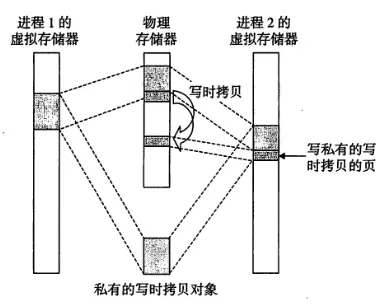 进程1的
虚拟存储器
物理
存储器
进程2的
虚拟存储器
写时拷贝
写私有的写
时拷贝的页
私有的写时拷贝对象